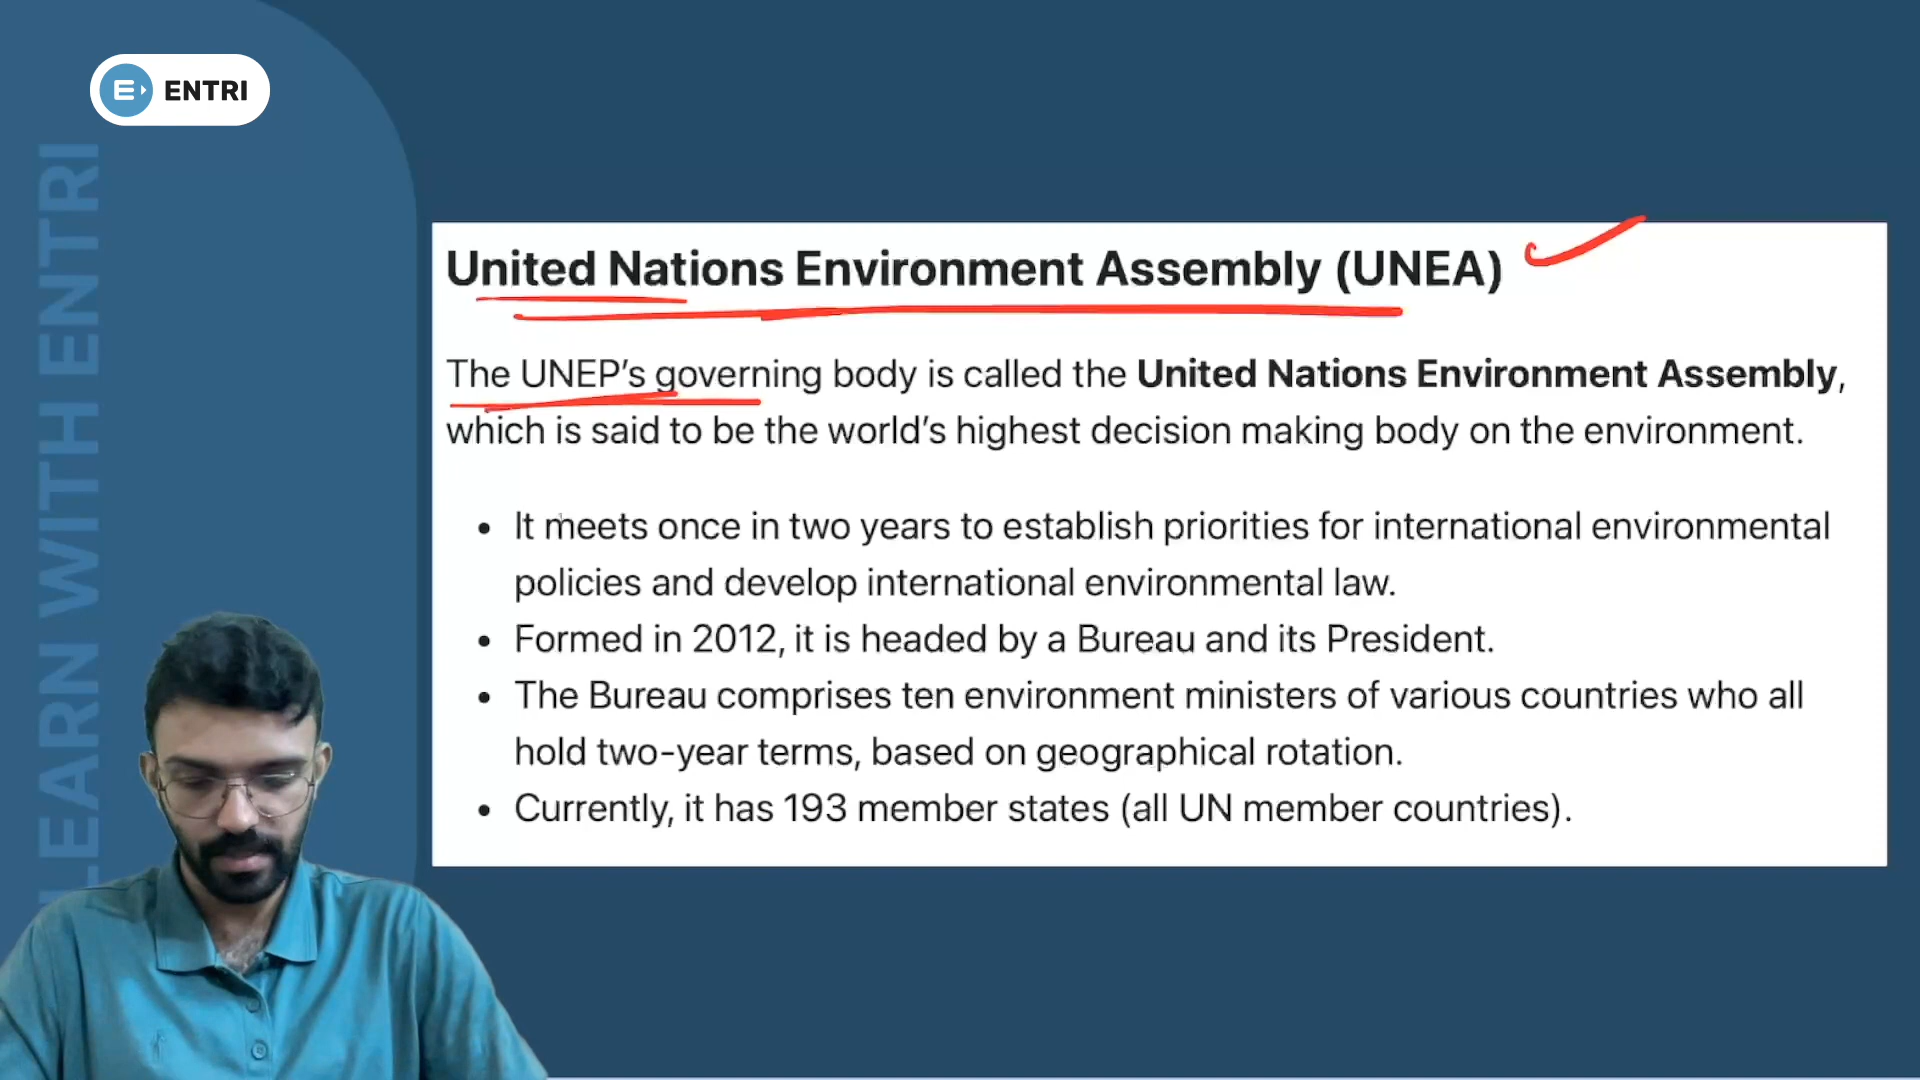 ENTRI
LEARN WITH ENTRI
United Nations Environment Assembly (UNEA)
The UNEP’s governing body is called the United Nations Environment Assembly,
which is said to be the world’s highest decision making body on the environment.
• It meets once in two years to establish priorities for international environmental
policies and develop international environmental law.
• Formed in 2012, it is headed by a Bureau and its President.
• The Bureau comprises ten environment ministers of various countries who all
hold two-year terms, based on geographical rotation.
• Currently, it has 193 member states (all UN member countries).